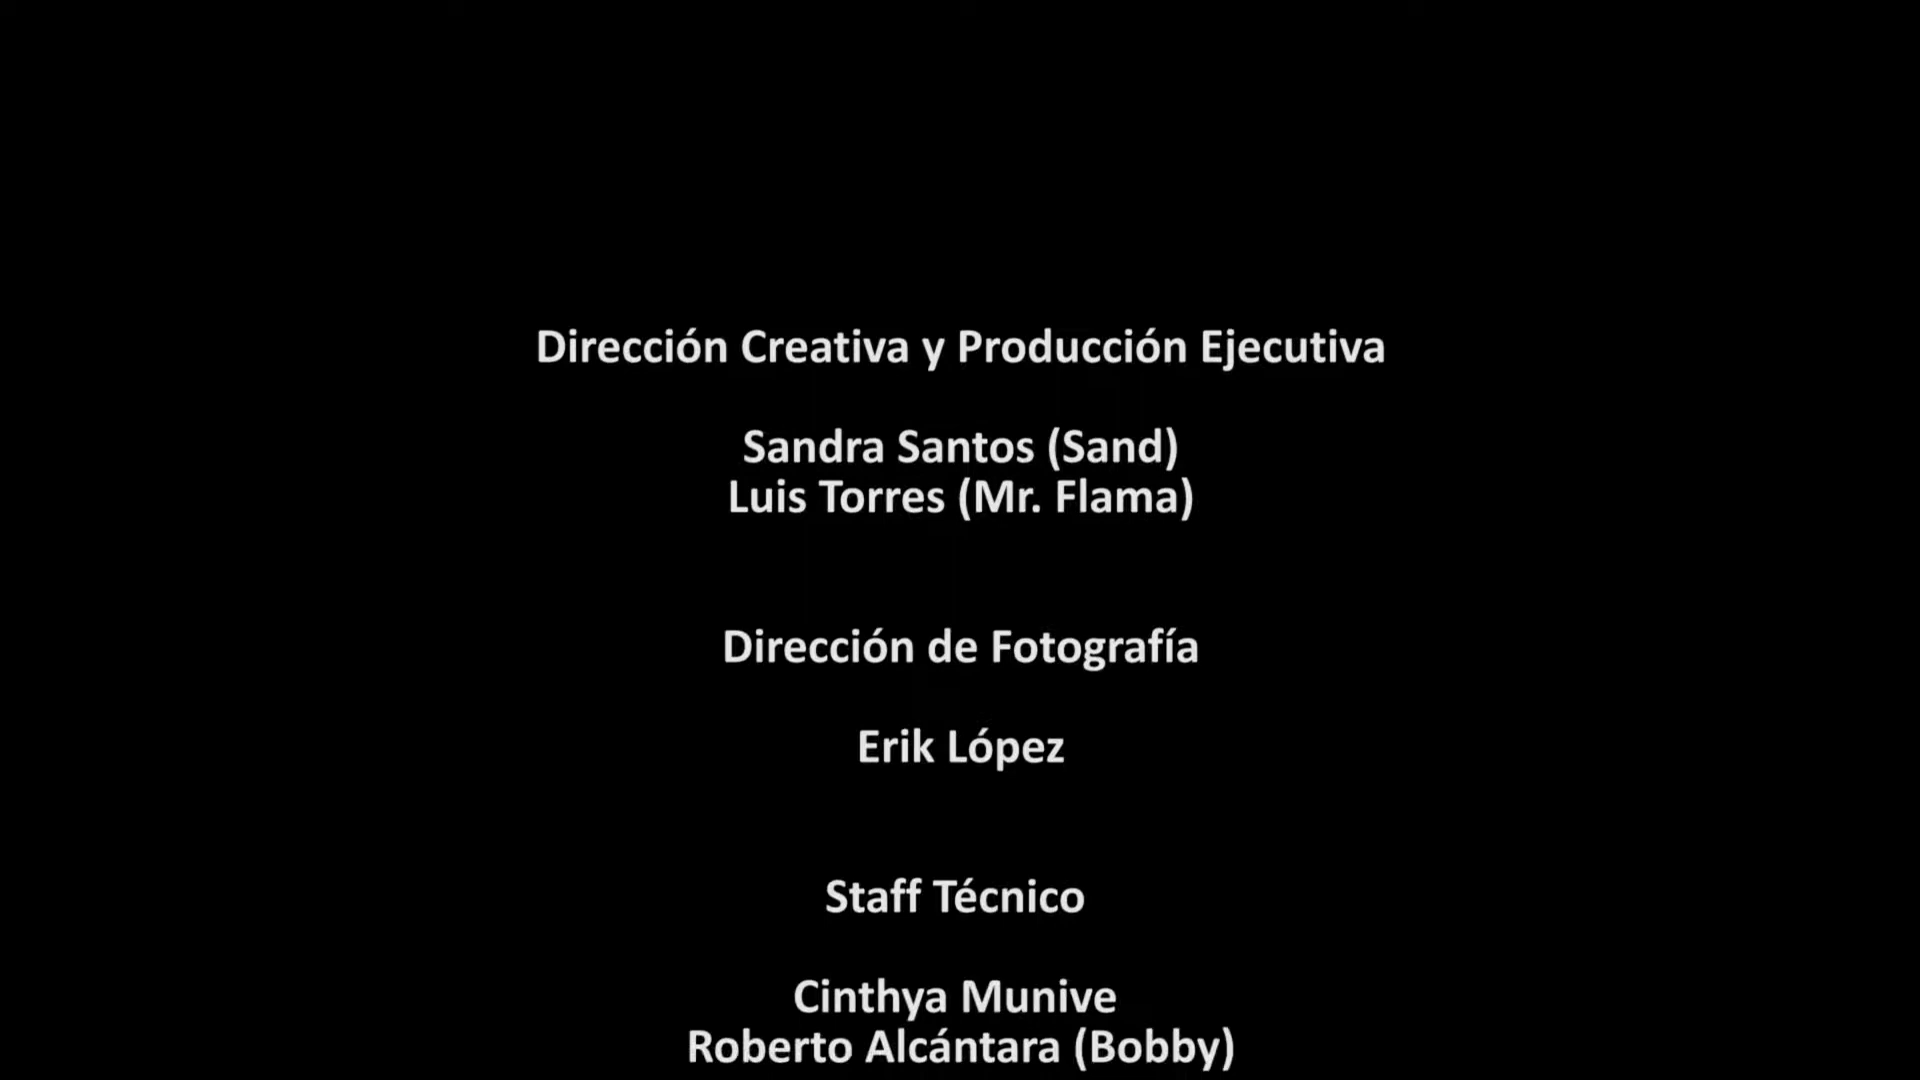 Dirección Creativa y Producción Ejecutiva
Sandra Santos (Sand)
Luis Torres (Mr. Flama)
Dirección de Fotografía
Erik López
Staff Técnico
Cinthya Munive
Roberto Alcántara (Bobby)